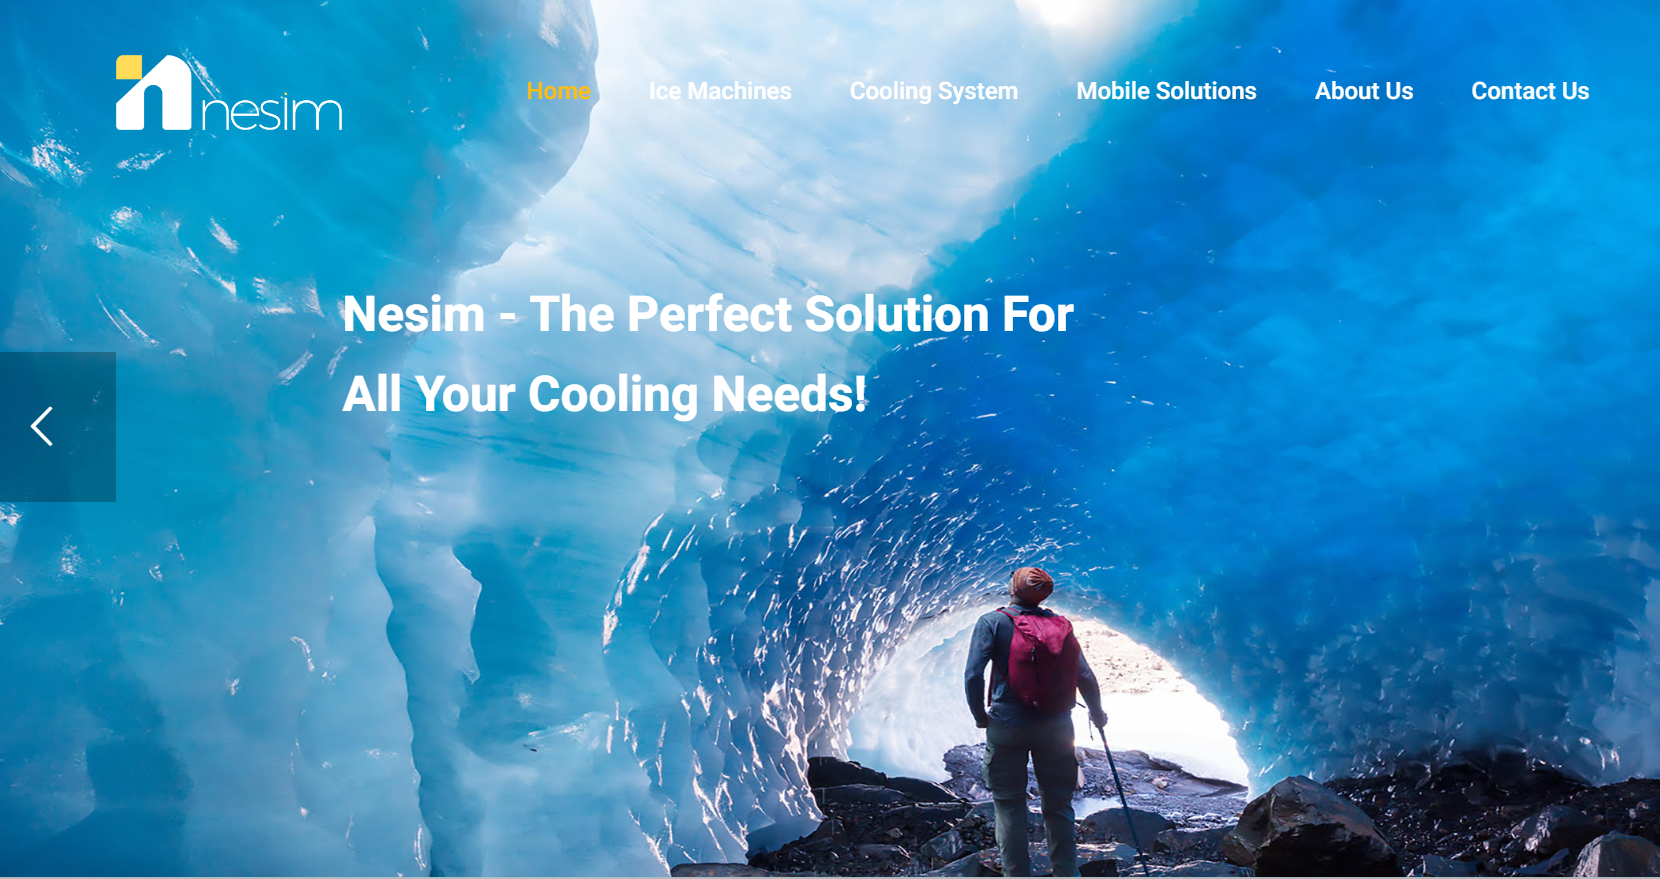 nesim
Home Ice Machines Cooling System Mobile Solutions About Us Contact Us
Nesim - The Perfect Solution For
All Your Cooling Needs!